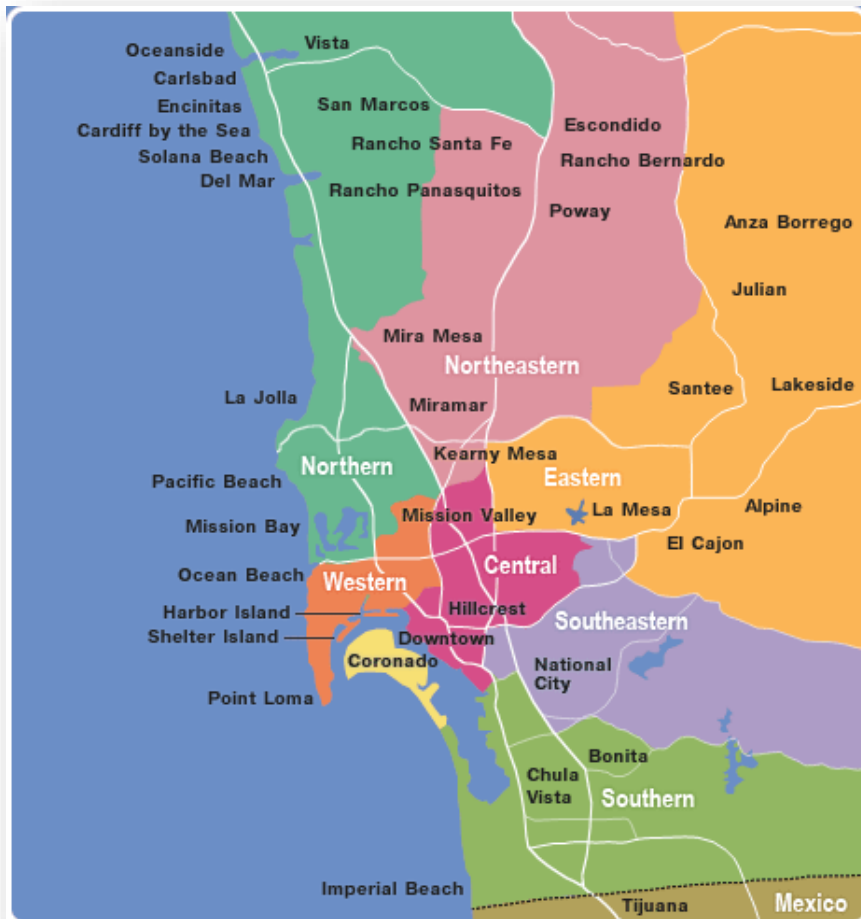 Oceanside
Vista
Carlsbad
San Marcos
Encinitas
Cardiff by the Sea
Escondido
Rancho Santa Fe
Solana Beach
Rancho Bernardo
Del Mar
Rancho Panasquitos
Poway
Anza Borrego
Julian
Mira Mesa
Northeastern
Santee
Lakeside
La Jolla
Miramar
Kearny Mesa
Northern
Eastern
Pacific Beach
Alpine
La Mesa
Mission Valley
Mission Bay
El Cajon
Central
Ocean Beach
Western
Hillcrest
Harbor Island
Southeastern
Shelter Island
Downtown
Coronado
National
City
Point Loma
Bonita
Chula
Vista
Southern
Imperial Beach
Tijuana
Mexico